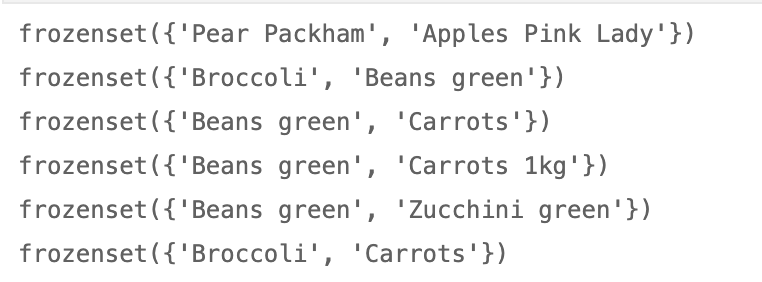 frozenset({'Pear Packham', 'Apples Pink Lady'})
frozenset({'Broccoli', 'Beans green'})
frozenset({'Beans green', 'Carrots'})
frozenset({'Beans green', 'Carrots 1kg'})
frozenset({'Beans green', 'Zucchini green'})
frozenset({'Broccoli', 'Carrots'})